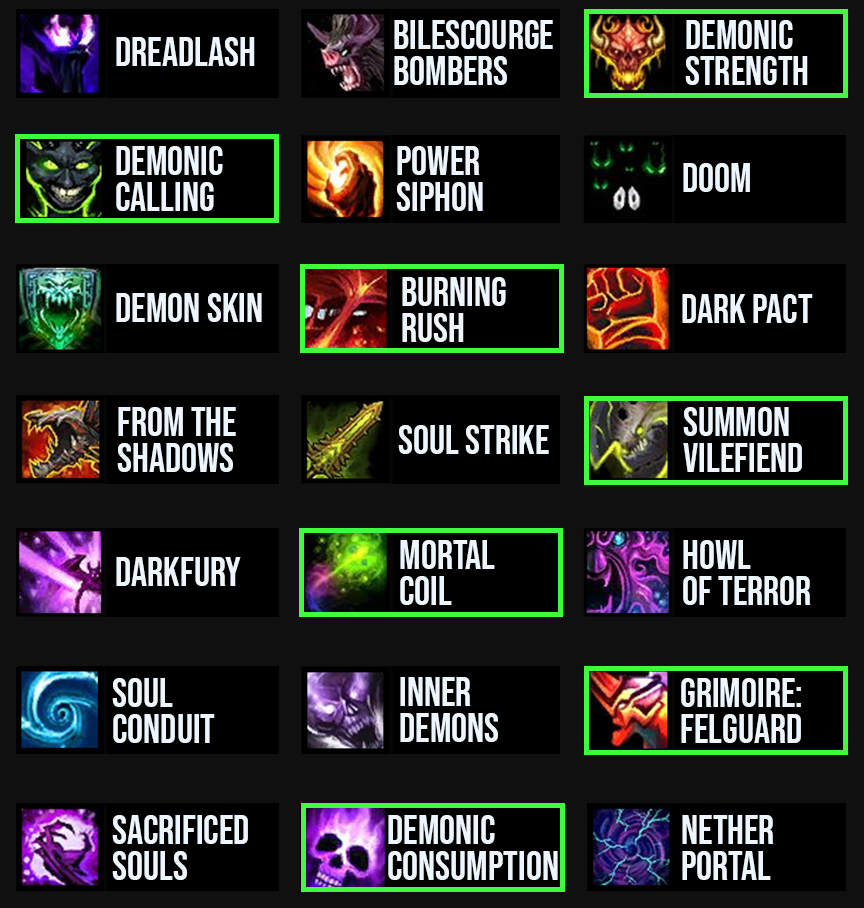 DREADLASH
BILESCOURGE
BOMBERS
DEMONIC
STRENGTH
DEMONIC
CALLING
POWER
SIPHON
DOOM
DEMON SKIN
BURNING
RUSH
DARK PACT
FROM THE
SHADOWS
SOUL STRIKE
SUMMON
VILEFIEND
DARKFURY
MORTAL
COIL
HOWL
OF TERROR
SOUL
CONDUIT
INNER
DEMONS
GRIMOIRE:
FELGUARD
SACRIFICED
SOULS
DEMONIC
CONSUMPTION
NETHER
PORTAL